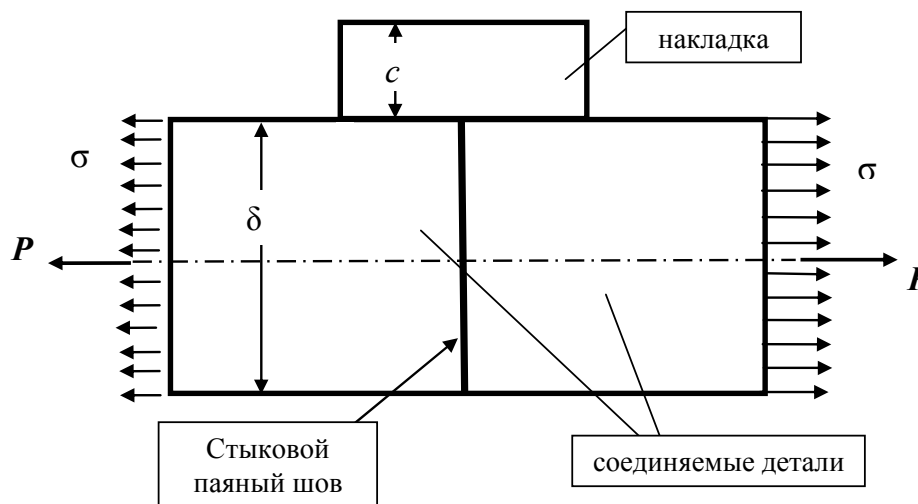 накладка
c
σ
σ
δ
P
Стыковой
паяный шов
соединяемые детали